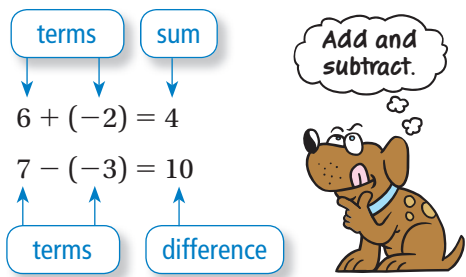 terms sum
Add and
subtract.
6 + (−2) = 4
7 − (−3) = 10
terms difference